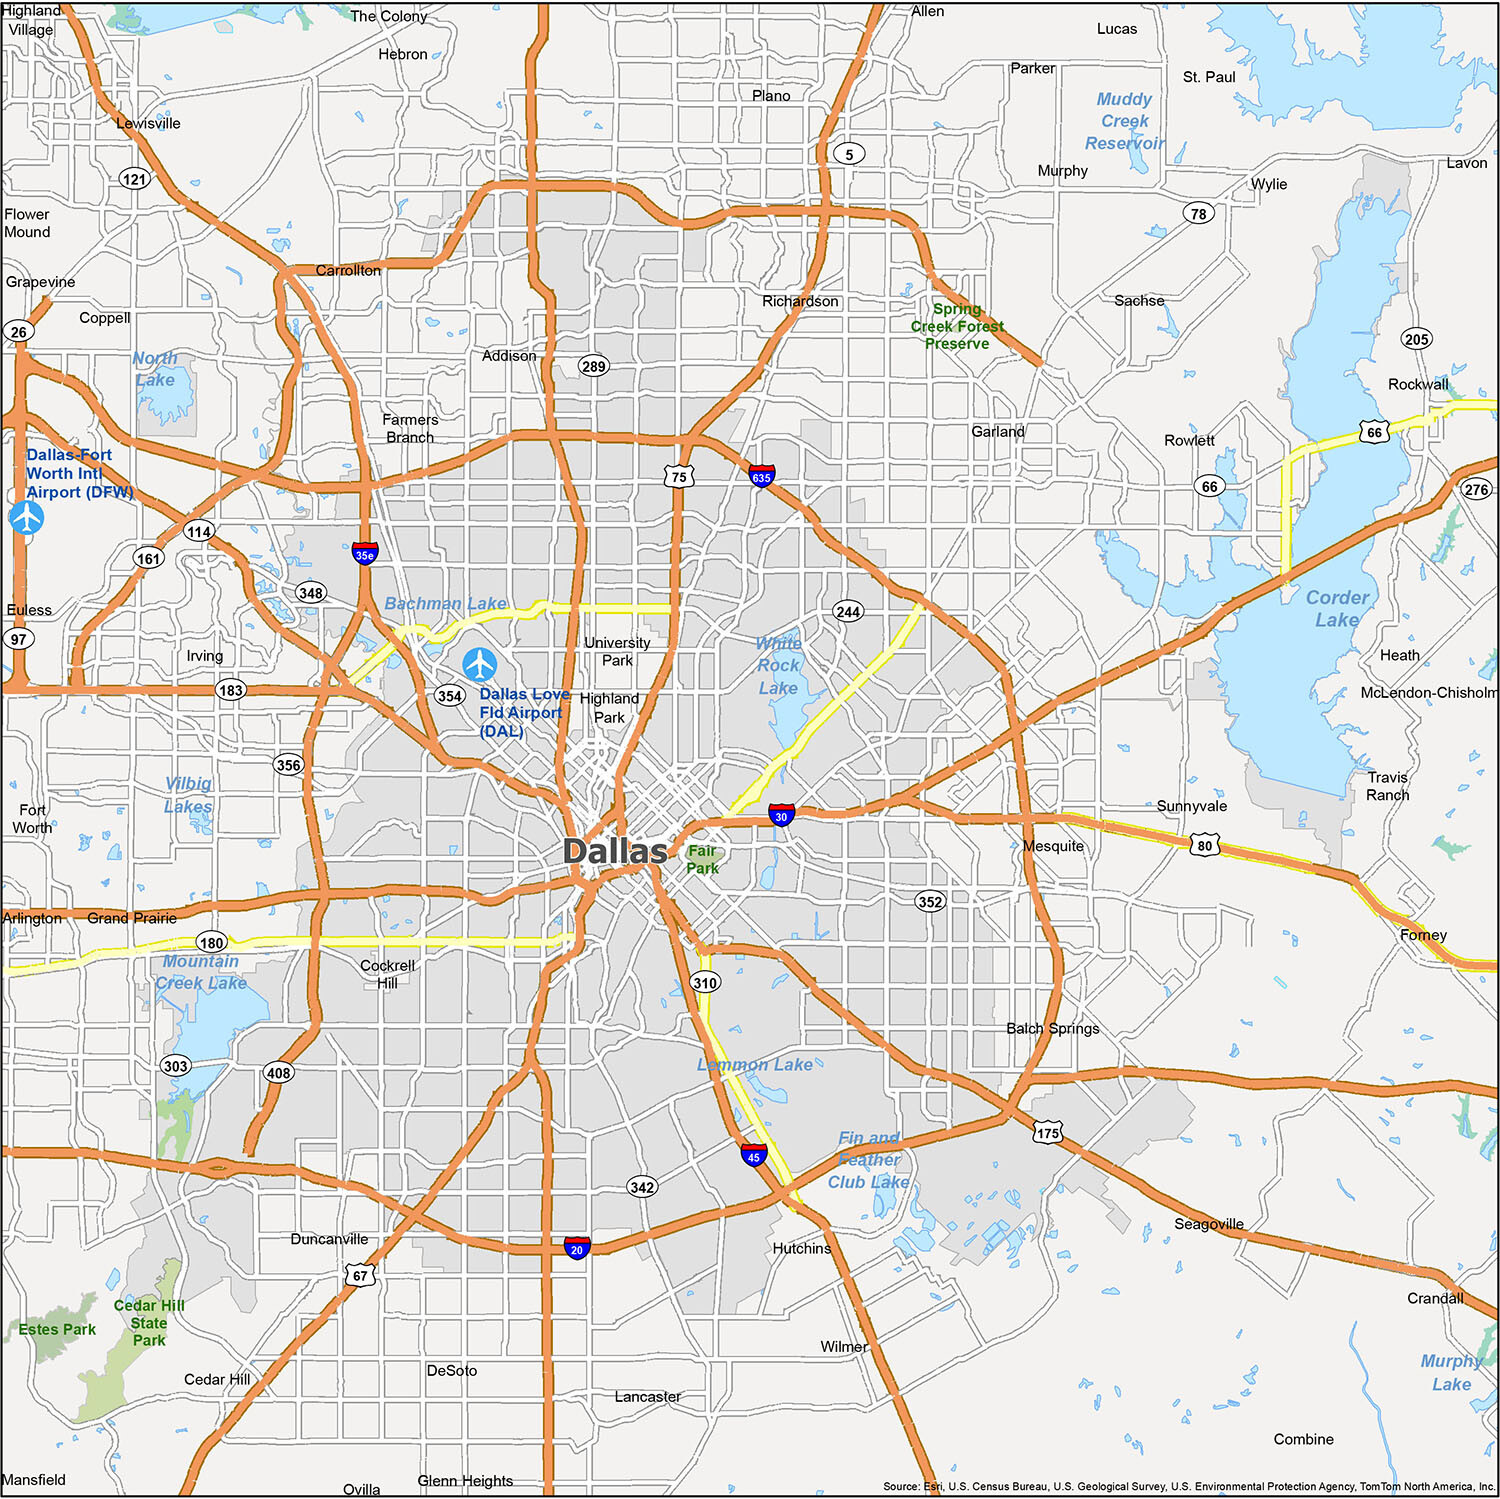 Highland
Village
The Colony
Allen
Hebron
Lucas
Parker
St. Paul
Plano
Muddy
Creek
Reservoir
Lewisville
5
Lavon
121
Murphy
Wylie
Flower
Mound
78
Grapevine
Carrollton
Richardson
Sachse
Coppell
Spring
Creek Forest
Preserve
26
205
North
Lake
Addison
289
Rockwall
Farmers
Branch
Garland
66
Rowlett
Dallas-Fort
Worth Intl
Airport (DFW)
75
635
66
276
114
161
35e
348
Bachman Lake
Euless
244
Corder
Lake
97
University
Park
White
Rock
Lake
Irving
Heath
183
354
Dallas Love
Fld Airport
(DAL)
Highland
Park
McLendon-Chisholm
356
Vilbig
Lakes
Travis
Ranch
Fort
Worth
30
Sunnyvale
Dallas
Fair
Park
Mesquite
80
352
Arlington
Grand Prairie
180
Forney
Mountain
Creek Lake
Cockrell
Hill
310
Balch Springs
303
408
Lemmon Lake
175
Fin and
Feather
Club Lake
45
342
Seagoville
Duncanville
20
Hutchins
67
Cedar Hill
State
Park
Estes Park
Crandall
Wilmer
Murphy
Lake
Cedar Hill
DeSoto
Lancaster
Combine
Mansfield
Ovilla
Glenn Heights
Source: Esri, U.S. Census Bureau, U.S. Geological Survey, U.S. Environmental Protection Agency, TomTom North America, Inc.